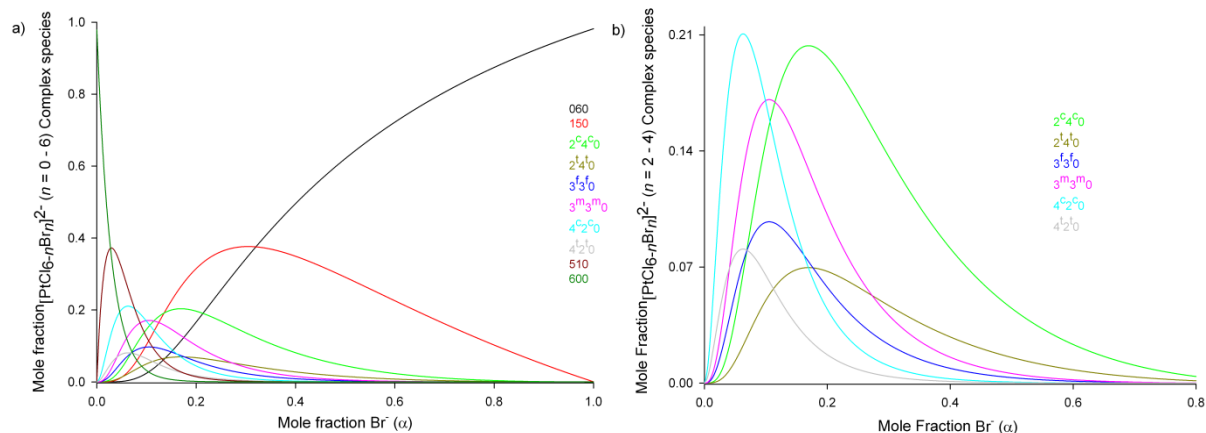 a)
Mole fraction[PtCl6-nBrn]2- (n = 0 - 6) Complex species
1.0
0.8
0.6
0.4
0.2
0.0
060
150
2c4c0
2t4t0
3f3f0
3m3m0
4c2c0
4t2t0
510
600
0.0 0.2 0.4 0.6 0.8 1.0
Mole fraction Br- (α)
b)
Mole fraction[PtCl6-nBrn]2- (n = 2 - 4) Complex species
0.21
0.14
0.07
0.00
2c4c0
2t4t0
3f3f0
3m3m0
4c2c0
4t2t0
0.0 0.2 0.4 0.6 0.8
Mole Fraction Br- (α)